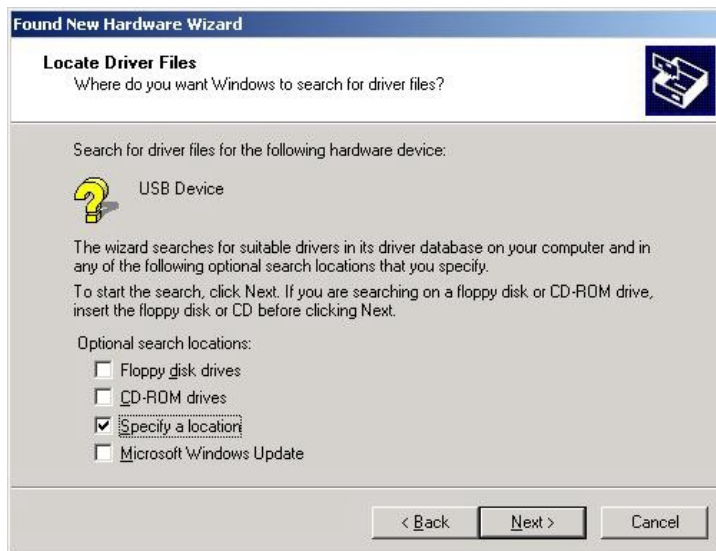 Found New Hardware Wizard
Locate Driver Files
Where do you want Windows to search for driver files?
Search for driver files for the following hardware device:
USB Device
The wizard searches for suitable drivers in its driver database on your computer and in
any of the following optional search locations that you specify.
To start the search, click Next. If you are searching on a floppy disk or CD-ROM drive,
insert the floppy disk or CD before clicking Next.
Optional search locations:
Floppy disk drives
CD-ROM drives
Specify a location
Microsoft Windows Update
< Back Next > Cancel